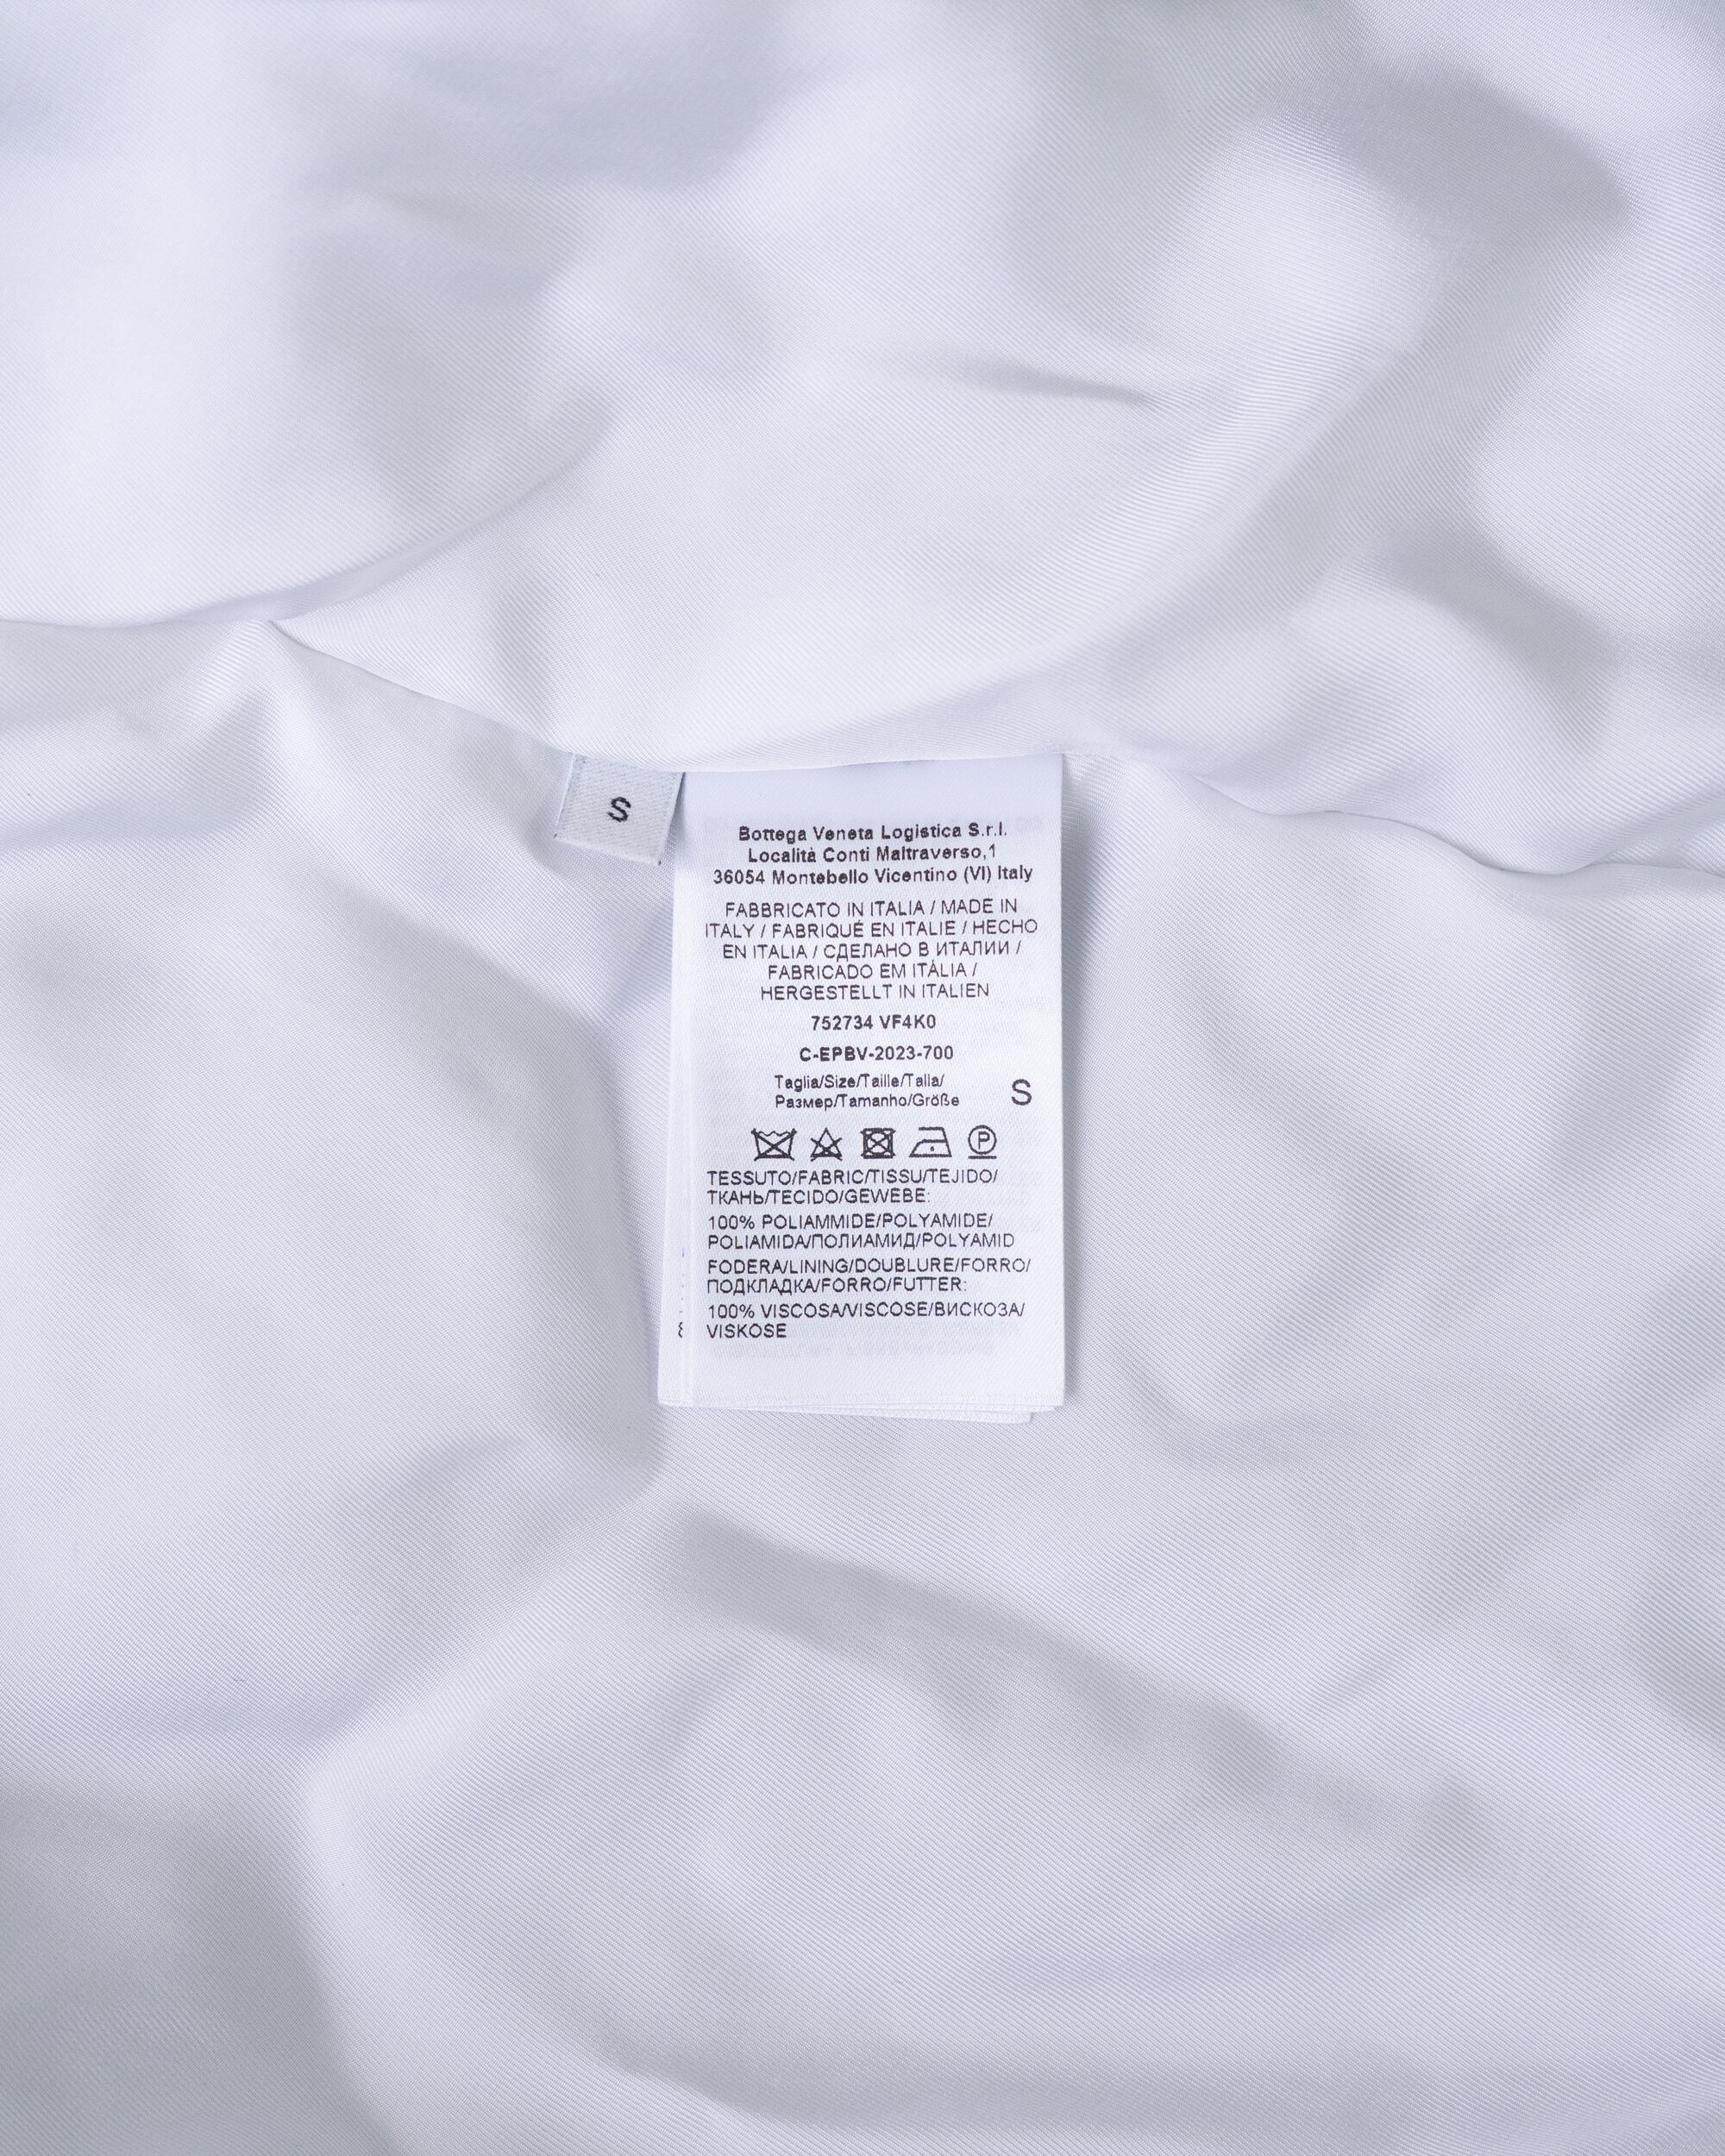 S
Bottega Veneta Logistica S.r.l.
Località Conti Maltraverso,1
36054 Montebello Vicentino (VI) Italy
FABBRICATO IN ITALIA / MADE IN
ITALY / FABRIQUÉ EN ITALIE / HECHO
EN ITALIA / СДЕЛАНО В ИТАЛИИ /
FABRICADO EM ITÁLIA /
HERGESTELLT IN ITALIEN
752734 VF4K0
C-EPBV-2023-700
Taglia/Size/Taille/Talla/
Размер/Tamanho/Größe S
P
TESSUTO/FABRIC/TISSU/TEJIDO/
ТКАНЬ/TECIDO/GEWEBE:
100% POLIAMMIDE/POLYAMIDE/
POLIAMIDA/ПОЛИАМИД/POLYAMID
FODERA/LINING/DOUBLURE/FORRO/
ПОДКЛАДКА/FORRO/FUTTER:
100% VISCOSA/VISCOSE/ВИСКОЗА/
VISKOSE